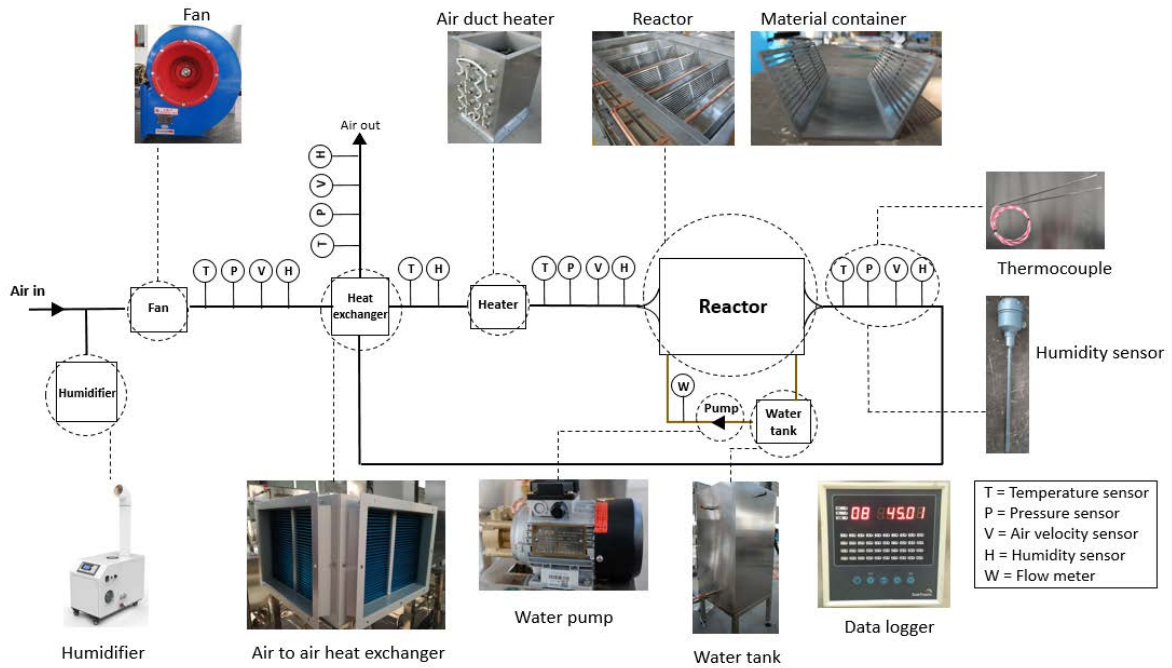 Fan
Air duct heater
Reactor
Material container
Air out
H
V
P
T
T
P
V
H
T
H
T
P
V
H
T
P
V
H
Thermocouple
Air in
Fan
Heat
exchanger
Heater
Reactor
Humidity sensor
Humidifier
W
Pump
Water
tank
T = Temperature sensor
P = Pressure sensor
V = Air velocity sensor
H = Humidity sensor
W = Flow meter
08 45.01
Water pump
Data logger
Humidifier
Air to air heat exchanger
Water tank